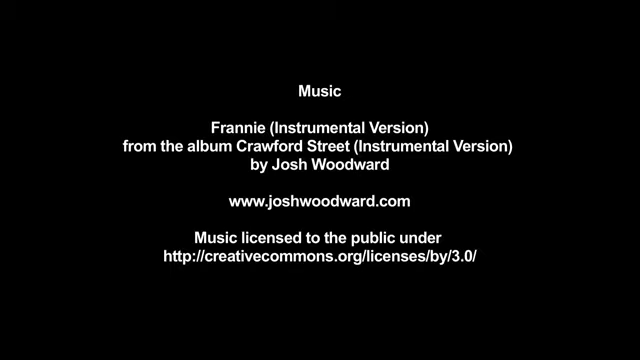 Music
Frannie (Instrumental Version)
from the album Crawford Street (Instrumental Version)
by Josh Woodward
www.joshwoodward.com
Music licensed to the public under
http://creativecommons.org/licenses/by/3.0/